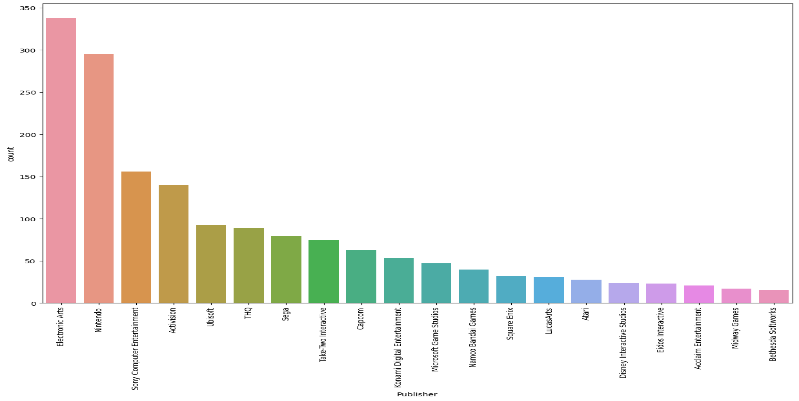 350
300
250
200
150
100
50
0
count
Electronic Arts
Nintendo
Sony Computer Entertainment
Activision
Ubisoft
THQ
Sega
Take-Two Interactive
Capcom
Konami Digital Entertainment
Microsoft Game Studios
Namco Bandai Games
Square Enix
LucasArts
Atari
Disney Interactive Studios
Eidos Interactive
Acclaim Entertainment
Midway Games
Bethesda Softworks
Publisher